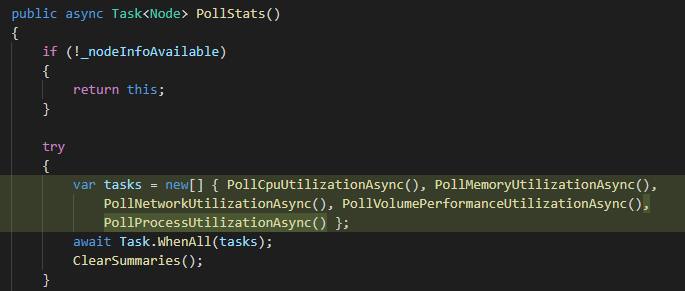 public async Task<Node> PollStats()
{
if (!_nodeInfoAvailable)
{
return this;
}
try
{
var tasks = new[] { PollCpuUtilizationAsync(), PollMemoryUtilizationAsync(),
PollNetworkUtilizationAsync(), PollVolumePerformanceUtilizationAsync(),
PollProcessUtilizationAsync() };
await Task.WhenAll(tasks);
ClearSummaries();
}